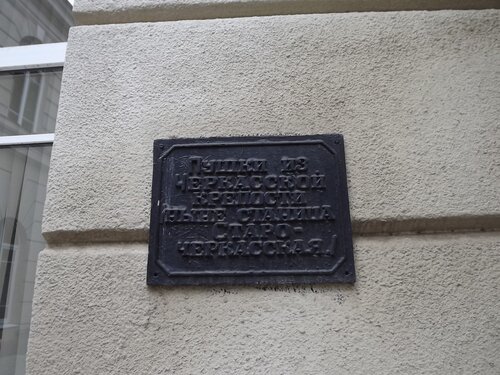 Пушки из
Черкасской
крепости
ныне станица
Старо-
черкасская!